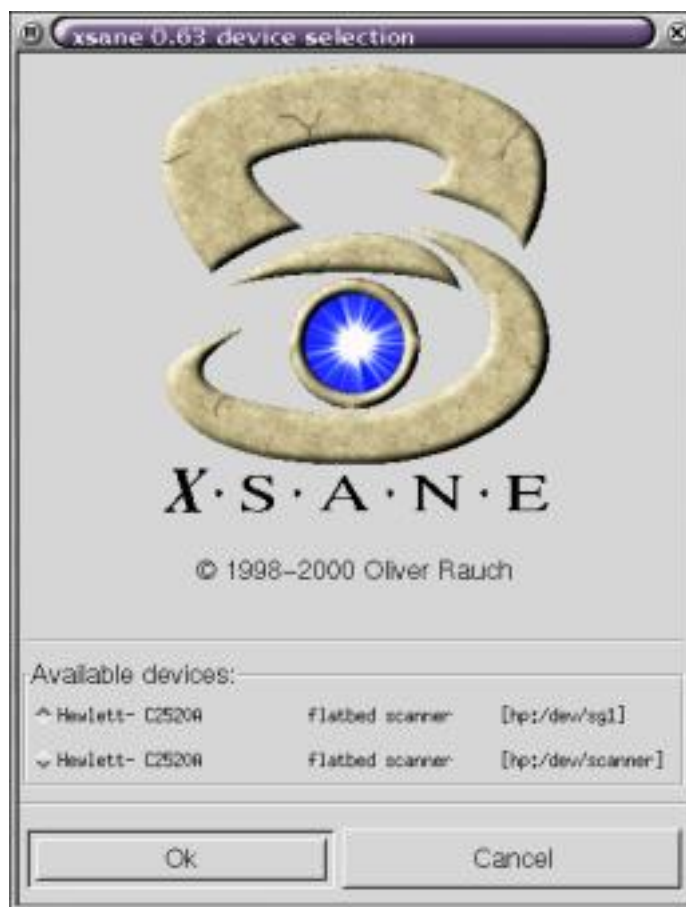 xsane 0.63 device selection
X·S·A·N·E
© 1998–2000 Oliver Rauch
Available devices:
Hewlett- C2520A flatbed scanner [hp:/dev/sg1]
Hewlett- C2520A flatbed scanner [hp:/dev/scanner]
Ok Cancel